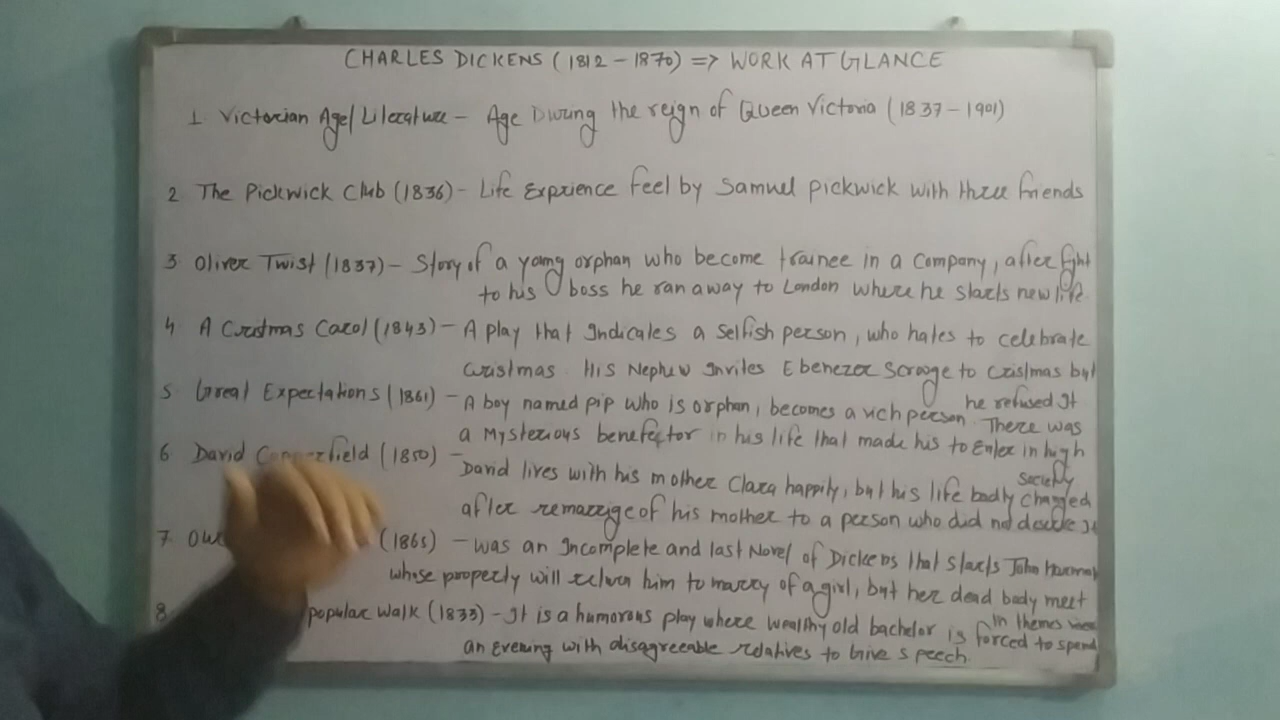 CHARLES DICKENS (1812 - 1870) => WORK AT GLANCE
1. Victorian Age/ Literature - Age During the reign of Queen Victoria (1837 - 1901)
2 The Pickwick Club (1836) - Life Exprience feel by Samuel pickwick with three friends
3 Oliver Twist (1837) - Story of a young orphan who become trainee in a Company, after fght
to his boss he ran away to London where he starts new life
4 A Cristmas Carol (1843) - A play that Indicates a selfish person, who hates to celebrate
Cristmas. His Nephew Invites Ebenezer Scrooge to Cristmas but
he refused It
5 Great Expectations (1861) - A boy named pip who is orphan, becomes a rich person. There was
a Mysterious benefector in his life that made his to Enter in high
society
6 David Copperfield (1850) - David lives with his mother Clara happily, but his life badly changed
after remarrige of his mother to a person who did not
7 (1865) - was an Incomplete and last Novel of Dickens that starts John Harmon
whose property will return him to marry of a girl, but her dead body meet
in themes
8 popular walk (1833) - It is a humorous play where wealthy old bachelor is forced to spend
an Evening with disagreeable relatives to Give speech.